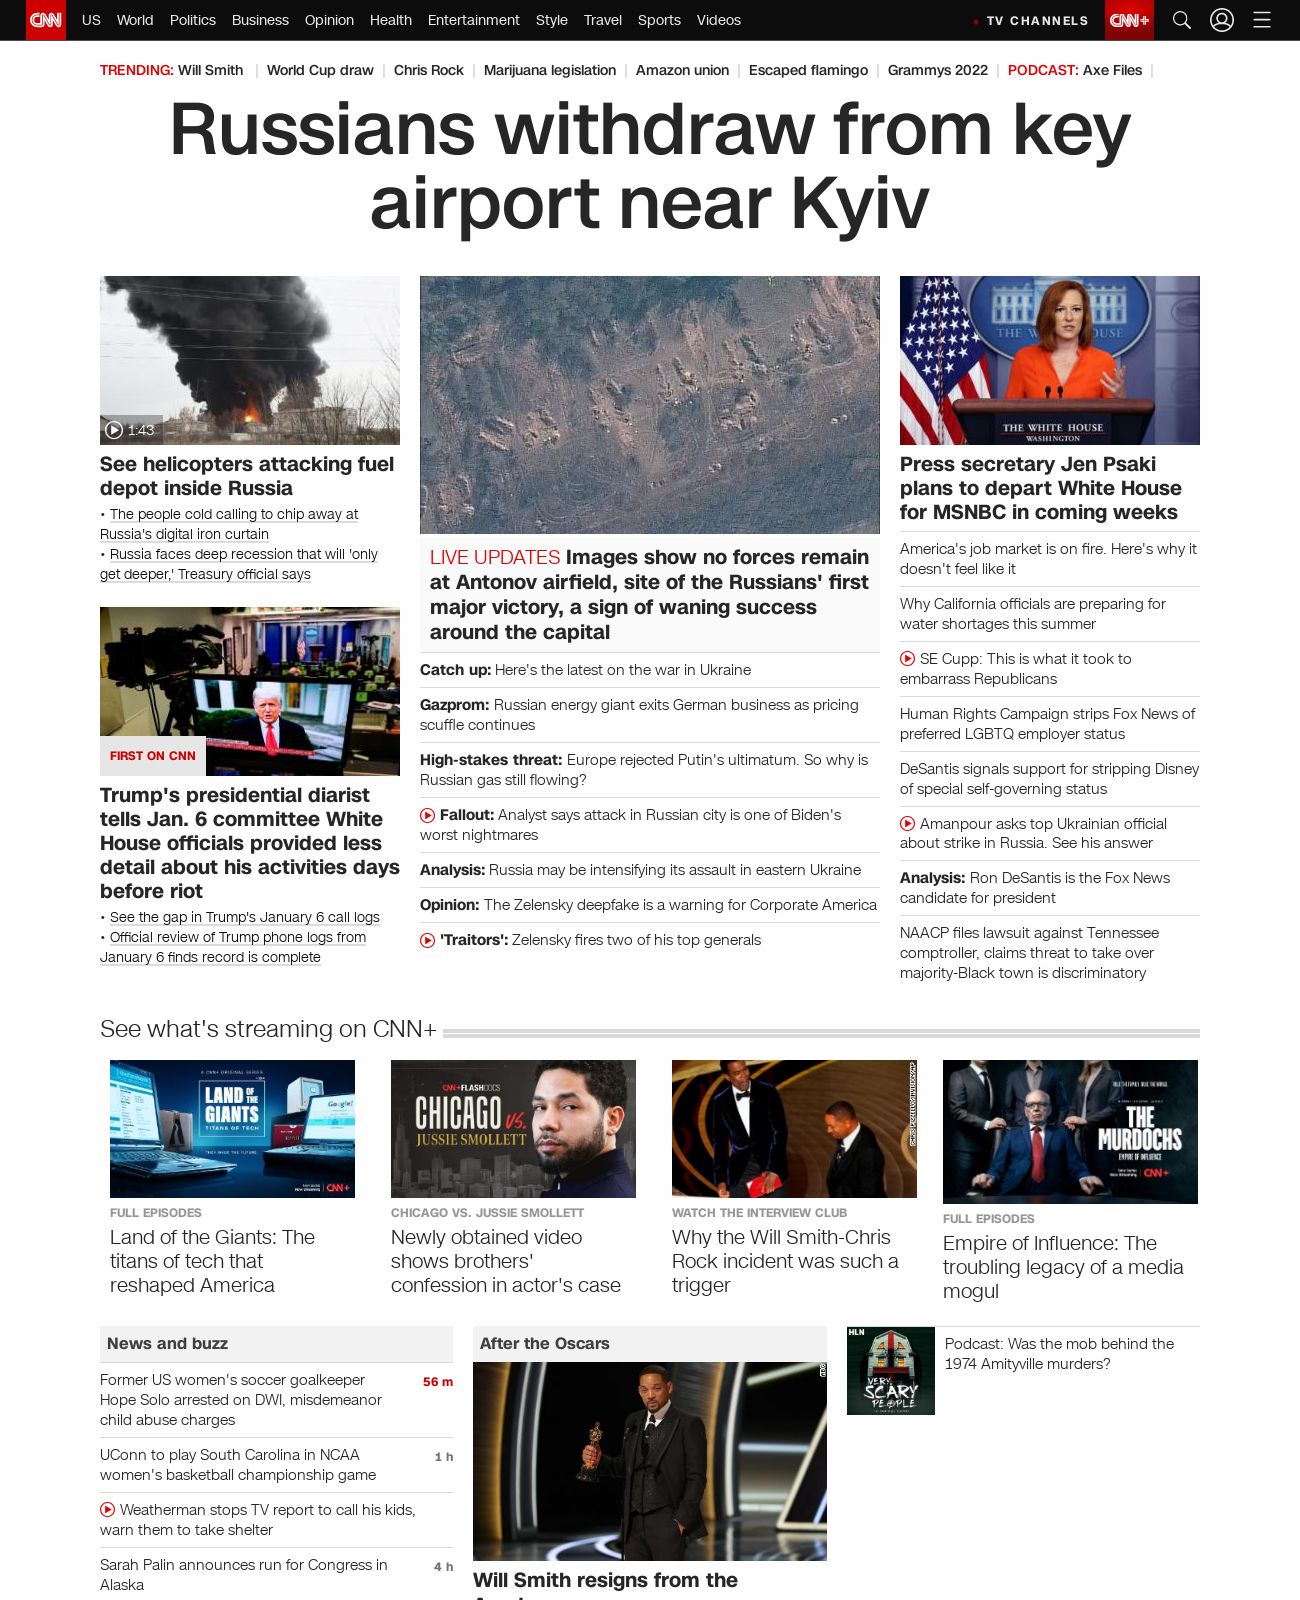 CNN US World Politics Business Opinion Health Entertainment Style Travel Sports Videos TV CHANNELS CNN+
TRENDING: Will Smith World Cup draw Chris Rock Marijuana legislation Amazon union Escaped flamingo Grammys 2022 PODCAST: Axe Files
Russians withdraw from key
airport near Kyiv
1:43
See helicopters attacking fuel
depot inside Russia
• The people cold calling to chip away at
Russia's digital iron curtain
• Russia faces deep recession that will 'only
get deeper,' Treasury official says
FIRST ON CNN
Trump's presidential diarist
tells Jan. 6 committee White
House officials provided less
detail about his activities days
before riot
• See the gap in Trump's January 6 call logs
• Official review of Trump phone logs from
January 6 finds record is complete
LIVE UPDATES Images show no forces remain
at Antonov airfield, site of the Russians' first
major victory, a sign of waning success
around the capital
Catch up: Here's the latest on the war in Ukraine
Gazprom: Russian energy giant exits German business as pricing
scuffle continues
High-stakes threat: Europe rejected Putin's ultimatum. So why is
Russian gas still flowing?
Fallout: Analyst says attack in Russian city is one of Biden's
worst nightmares
Analysis: Russia may be intensifying its assault in eastern Ukraine
Opinion: The Zelensky deepfake is a warning for Corporate America
'Traitors': Zelensky fires two of his top generals
THE WHITE HOUSE
THE WHITE HOUSE
WASHINGTON
Press secretary Jen Psaki
plans to depart White House
for MSNBC in coming weeks
America's job market is on fire. Here's why it
doesn't feel like it
Why California officials are preparing for
water shortages this summer
SE Cupp: This is what it took to
embarrass Republicans
Human Rights Campaign strips Fox News of
preferred LGBTQ employer status
DeSantis signals support for stripping Disney
of special self-governing status
Amanpour asks top Ukrainian official
about strike in Russia. See his answer
Analysis: Ron DeSantis is the Fox News
candidate for president
NAACP files lawsuit against Tennessee
comptroller, claims threat to take over
majority-Black town is discriminatory
See what's streaming on CNN+
A CNN+ ORIGINAL SERIES
LAND OF THE
GIANTS
TITANS OF TECH
THEY MADE THE FUTURE.
Google
CNN+
FULL EPISODES
Land of the Giants: The
titans of tech that
reshaped America
CNN+ FLASHDOCS
CHICAGO VS.
JUSSIE SMOLLETT
CHICAGO VS. JUSSIE SMOLLETT
Newly obtained video
shows brothers'
confession in actor's case
WATCH THE INTERVIEW CLUB
Why the Will Smith-Chris
Rock incident was such a
trigger
THE
MURDOCHS
EMPIRE OF INFLUENCE
CNN+
FULL EPISODES
Empire of Influence: The
troubling legacy of a media
mogul
News and buzz
Former US women's soccer goalkeeper 56 m
Hope Solo arrested on DWI, misdemeanor
child abuse charges
UConn to play South Carolina in NCAA 1 h
women's basketball championship game
Weatherman stops TV report to call his kids,
warn them to take shelter
Sarah Palin announces run for Congress in 4 h
Alaska
After the Oscars
Will Smith resigns from the
HLN
VERY
SCARY
PEOPLE
Podcast: Was the mob behind the
1974 Amityville murders?